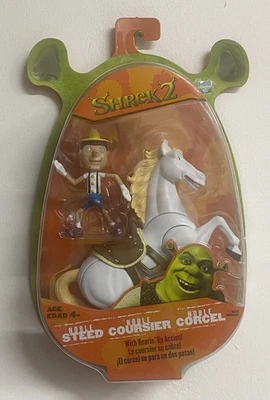 SHREK 2
AGE
EDAD 4+
NOBLE NOBLE NOBLE
STEED COURSIER CORCEL
With Rearin' Up Action!
Le coursier se cabre!
¡El corcel se para en dos patas!